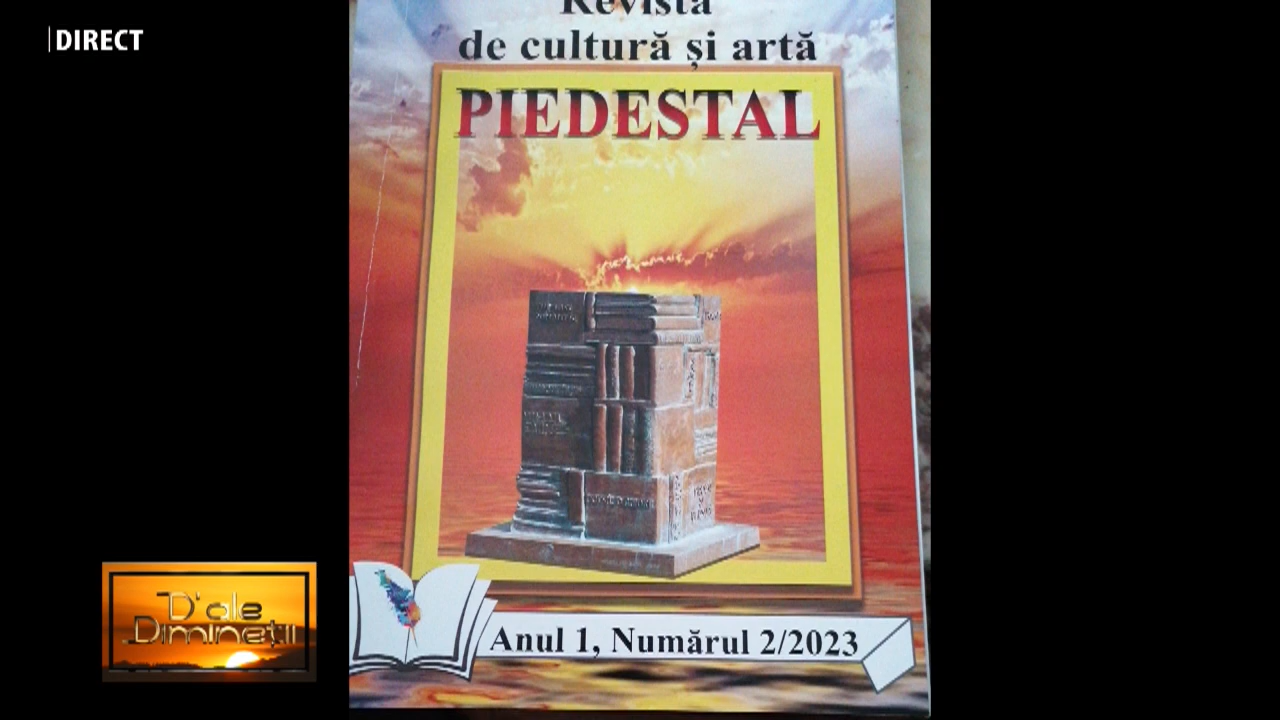 DIRECT
Revista
de cultură și artă
PIEDESTAL
Anul 1, Numărul 2/2023
D'ale
Dimineții